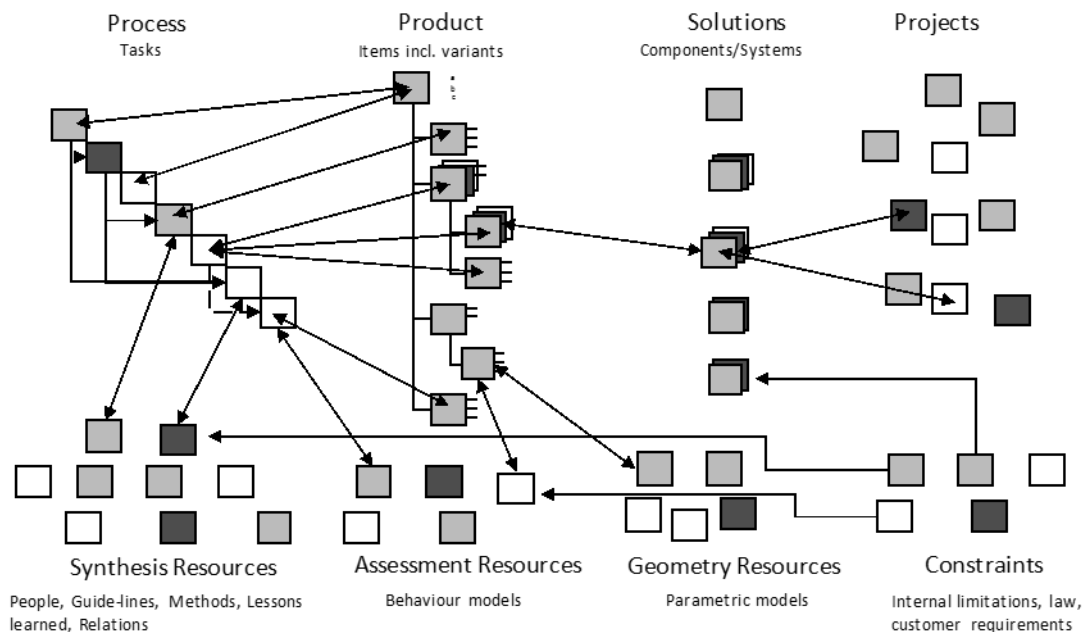 Process
Tasks
Product
Items incl. variants
Solutions
Components/Systems
Projects
Synthesis Resources
People, Guide-lines, Methods, Lessons
learned, Relations
Assessment Resources
Behaviour models
Geometry Resources
Parametric models
Constraints
Internal limitations, law,
customer requirements